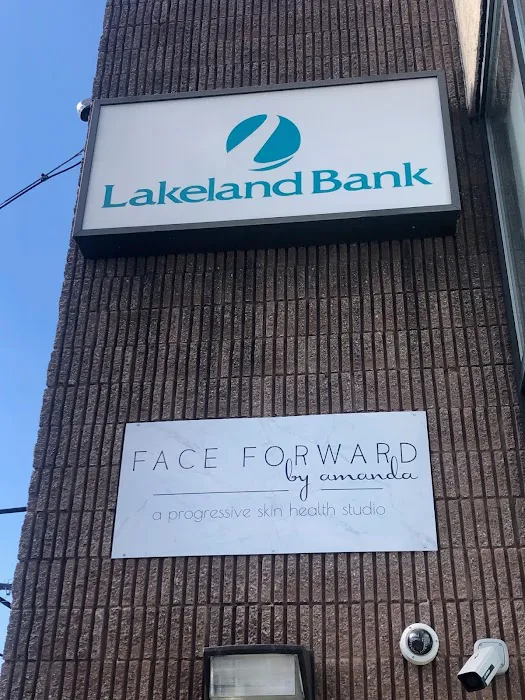 Lakeland Bank
FACE FORWARD
by amanda
a progressive skin health studio